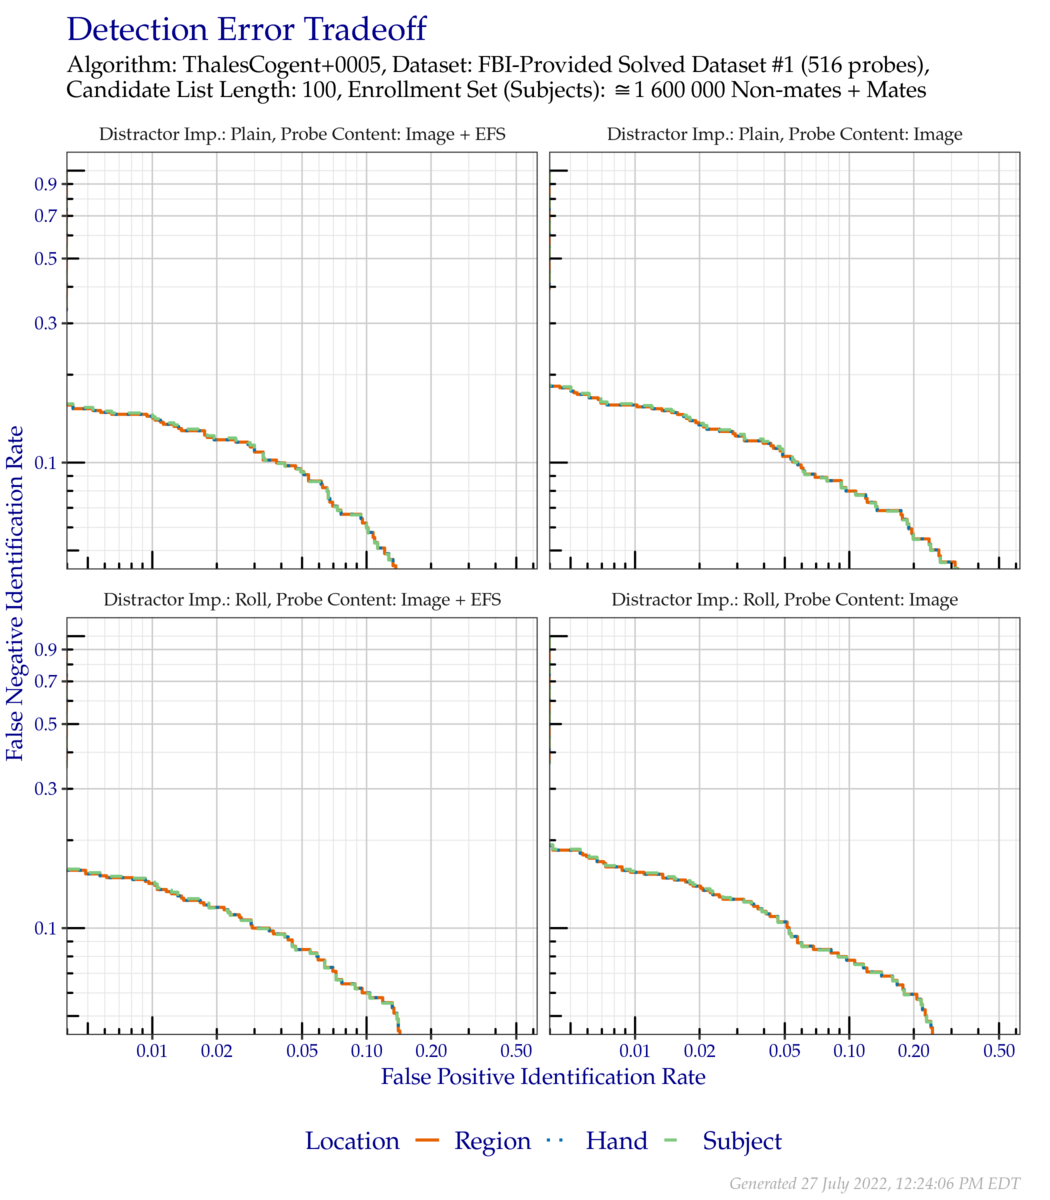 Detection Error Tradeoff
Algorithm: ThalesCogent+0005, Dataset: FBI-Provided Solved Dataset #1 (516 probes),
Candidate List Length: 100, Enrollment Set (Subjects): ≅ 1 600 000 Non-mates + Mates
Distractor Imp.: Plain, Probe Content: Image + EFS
Distractor Imp.: Plain, Probe Content: Image
0.9
0.7
0.5
0.3
0.1
Distractor Imp.: Roll, Probe Content: Image + EFS
Distractor Imp.: Roll, Probe Content: Image
0.9
0.7
0.5
0.3
0.1
False Negative Identification Rate
0.01 0.02 0.05 0.10 0.20 0.50
0.01 0.02 0.05 0.10 0.20 0.50
False Positive Identification Rate
Location Region Hand Subject
Generated 27 July 2022, 12:24:06 PM EDT